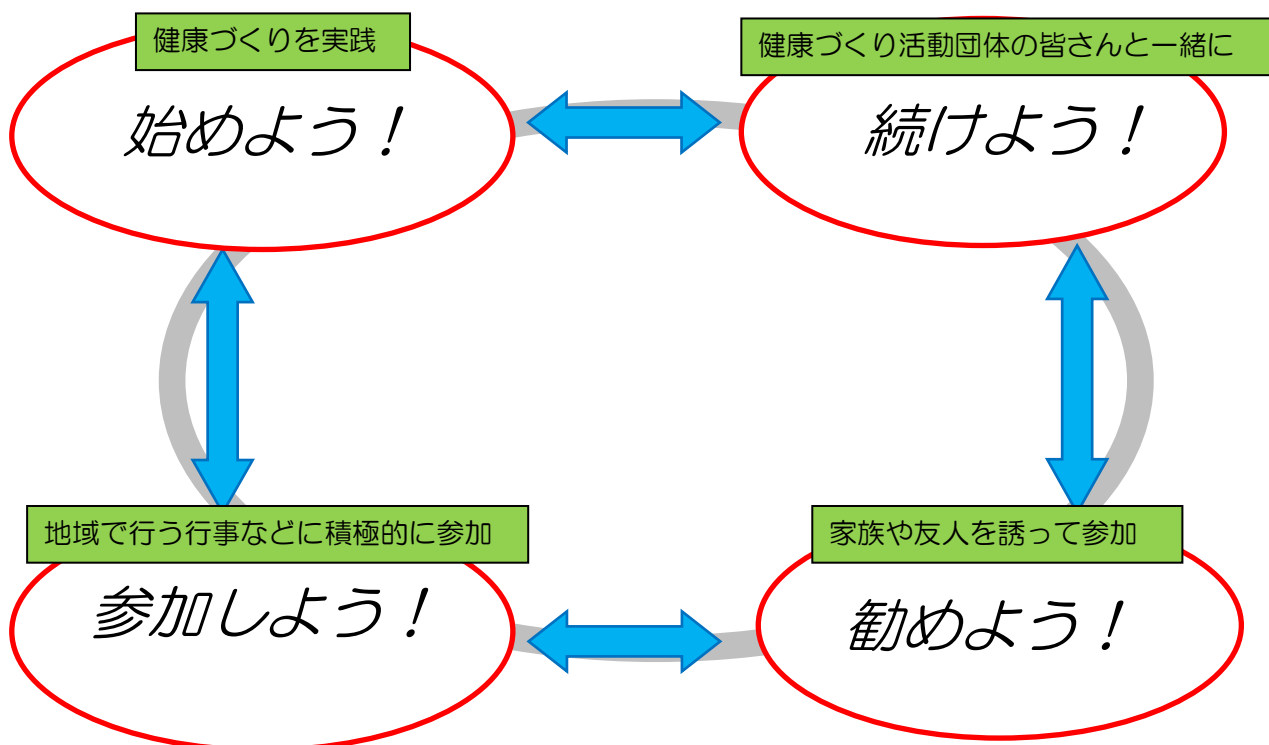 健康づくりを実践
始めよう！
健康づくり活動団体の皆さんと一緒に
続けよう！
地域で行う行事などに積極的に参加
参加しよう！
家族や友人を誘って参加
勧めよう！